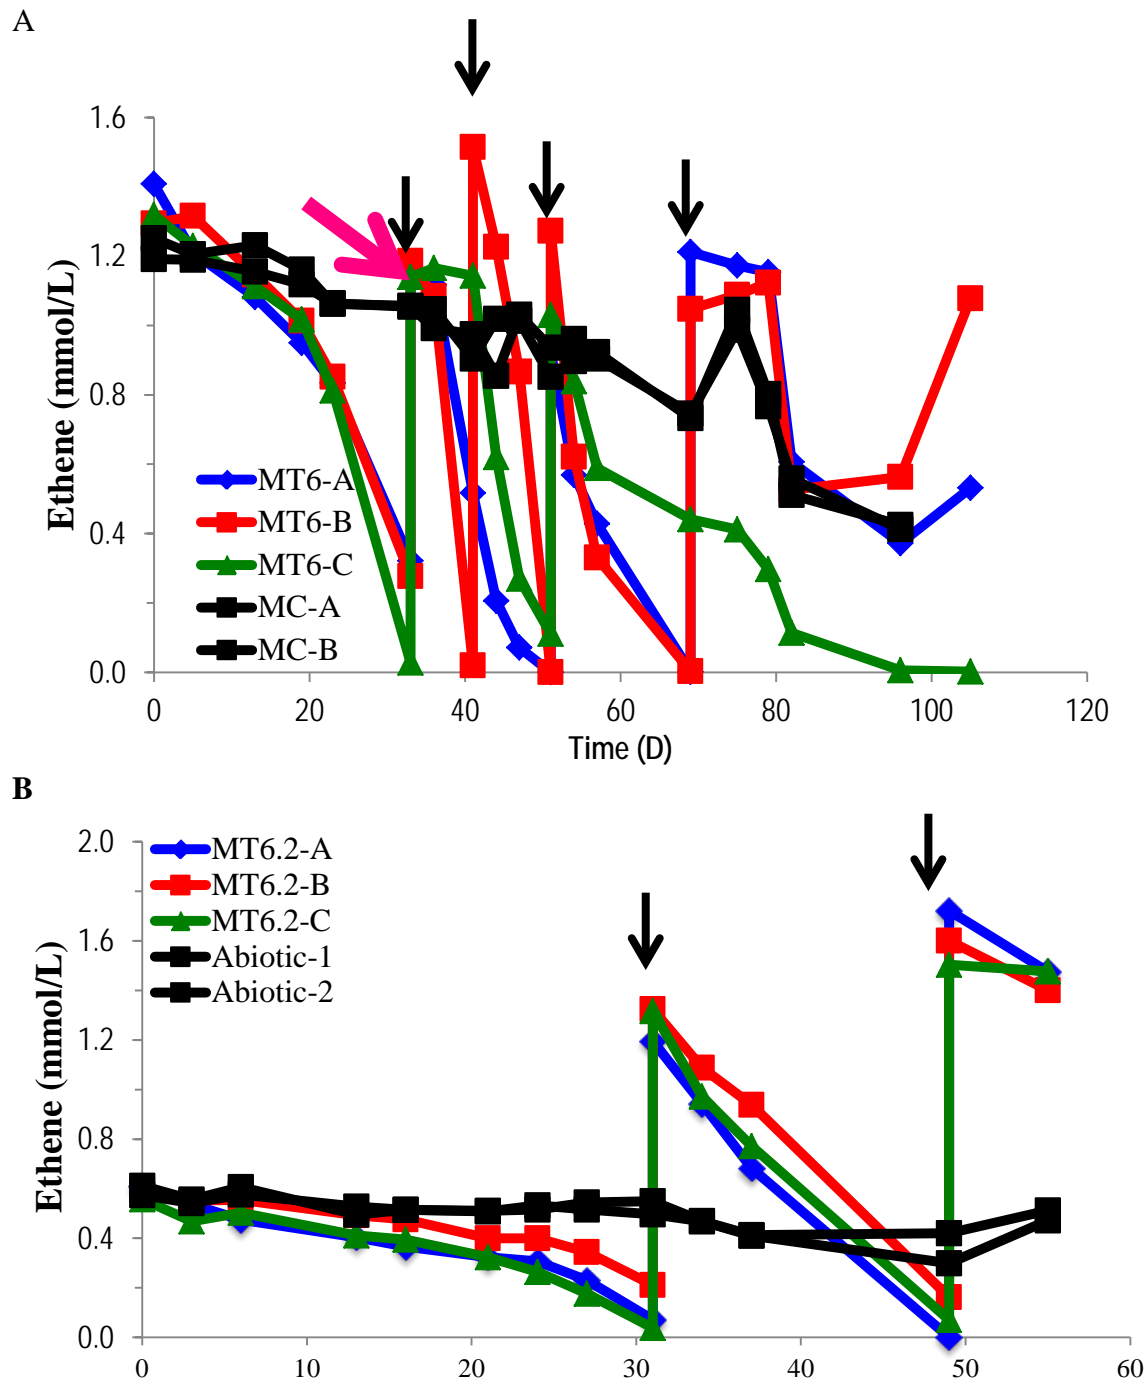 A
Ethene (mmol/L)
1.6
1.2
0.8
0.4
0.0
MT6-A
MT6-B
MT6-C
MC-A
MC-B
0 20 40 60 80 100 120
Time (D)
B
Ethene (mmol/L)
2.0
1.6
1.2
0.8
0.4
0.0
MT6.2-A
MT6.2-B
MT6.2-C
Abiotic-1
Abiotic-2
0 10 20 30 40 50 60